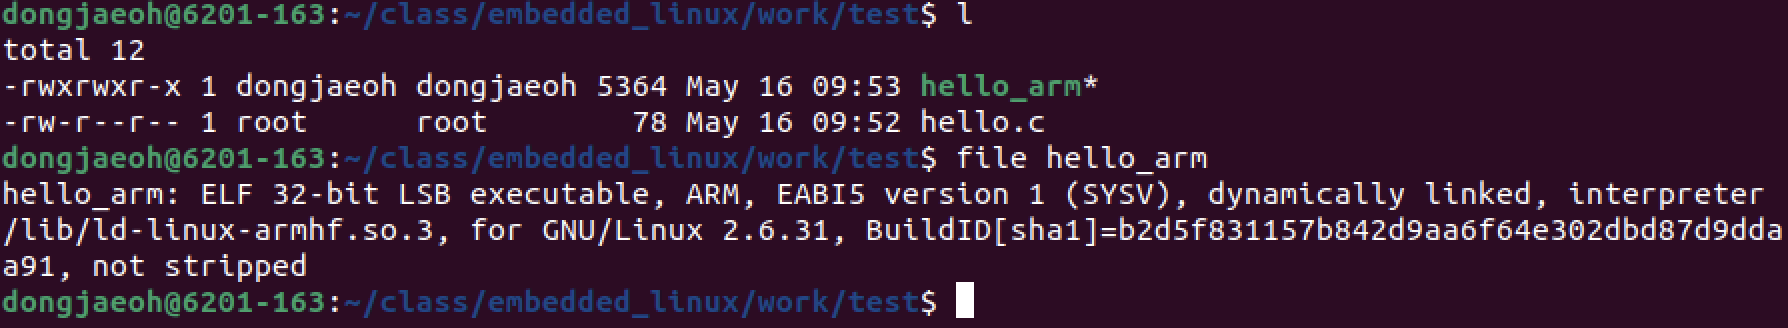 dongjaeoh@6201-163:~/class/embedded_linux/work/test$ l
total 12
-rwxrwxr-x 1 dongjaeoh dongjaeoh 5364 May 16 09:53 hello_arm*
-rw-r--r-- 1 root      root        78 May 16 09:52 hello.c
dongjaeoh@6201-163:~/class/embedded_linux/work/test$ file hello_arm
hello_arm: ELF 32-bit LSB executable, ARM, EABI5 version 1 (SYSV), dynamically linked, interpreter
/lib/ld-linux-armhf.so.3, for GNU/Linux 2.6.31, BuildID[sha1]=b2d5f831157b842d9aa6f64e302dbd87d9dda
a91, not stripped
dongjaeoh@6201-163:~/class/embedded_linux/work/test$